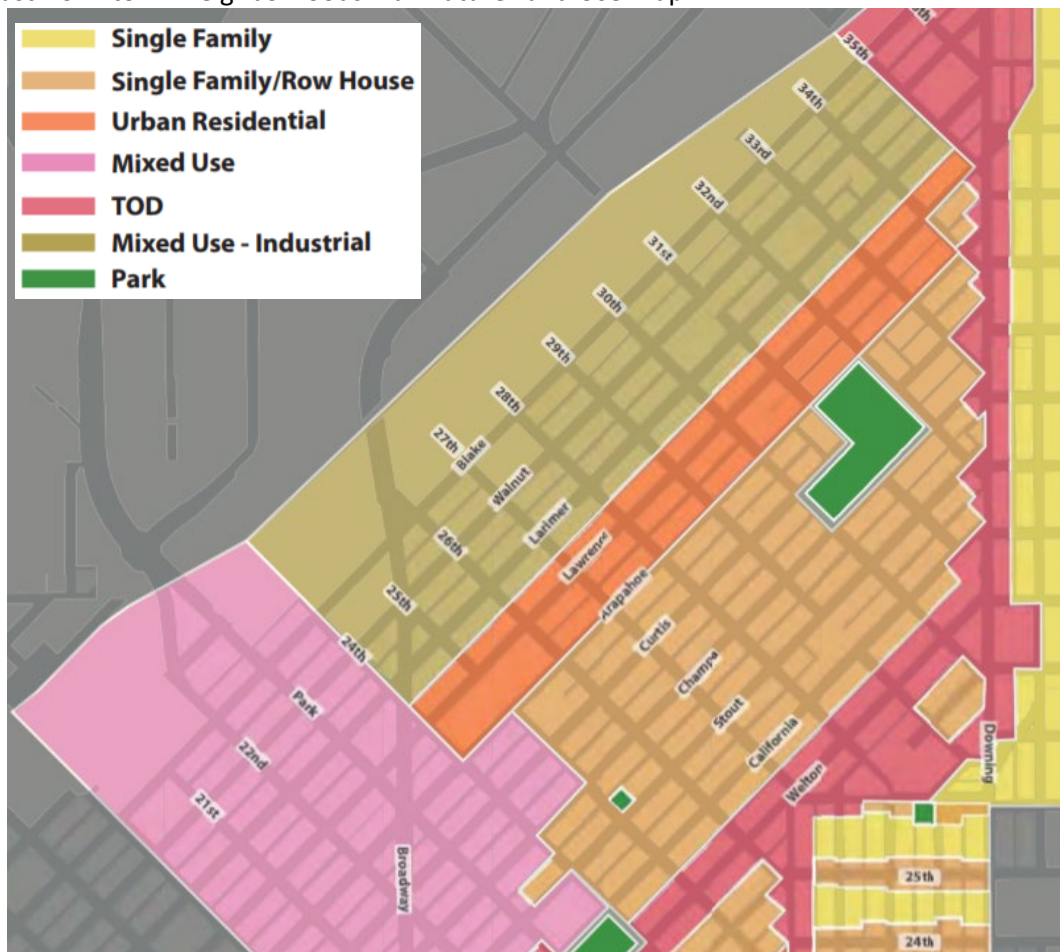 Single Family
Single Family/Row House
Urban Residential
Mixed Use
TOD
Mixed Use - Industrial
Park
35th
34th
33rd
32nd
31st
30th
29th
28th
27th
Blake
Walnut
26th
Larimer
Lawrence
25th
Arapahoe
Curtis
24th
Champa
Park
Stout
California
22nd
Welton
Downing
21st
Broadway
25th
24th